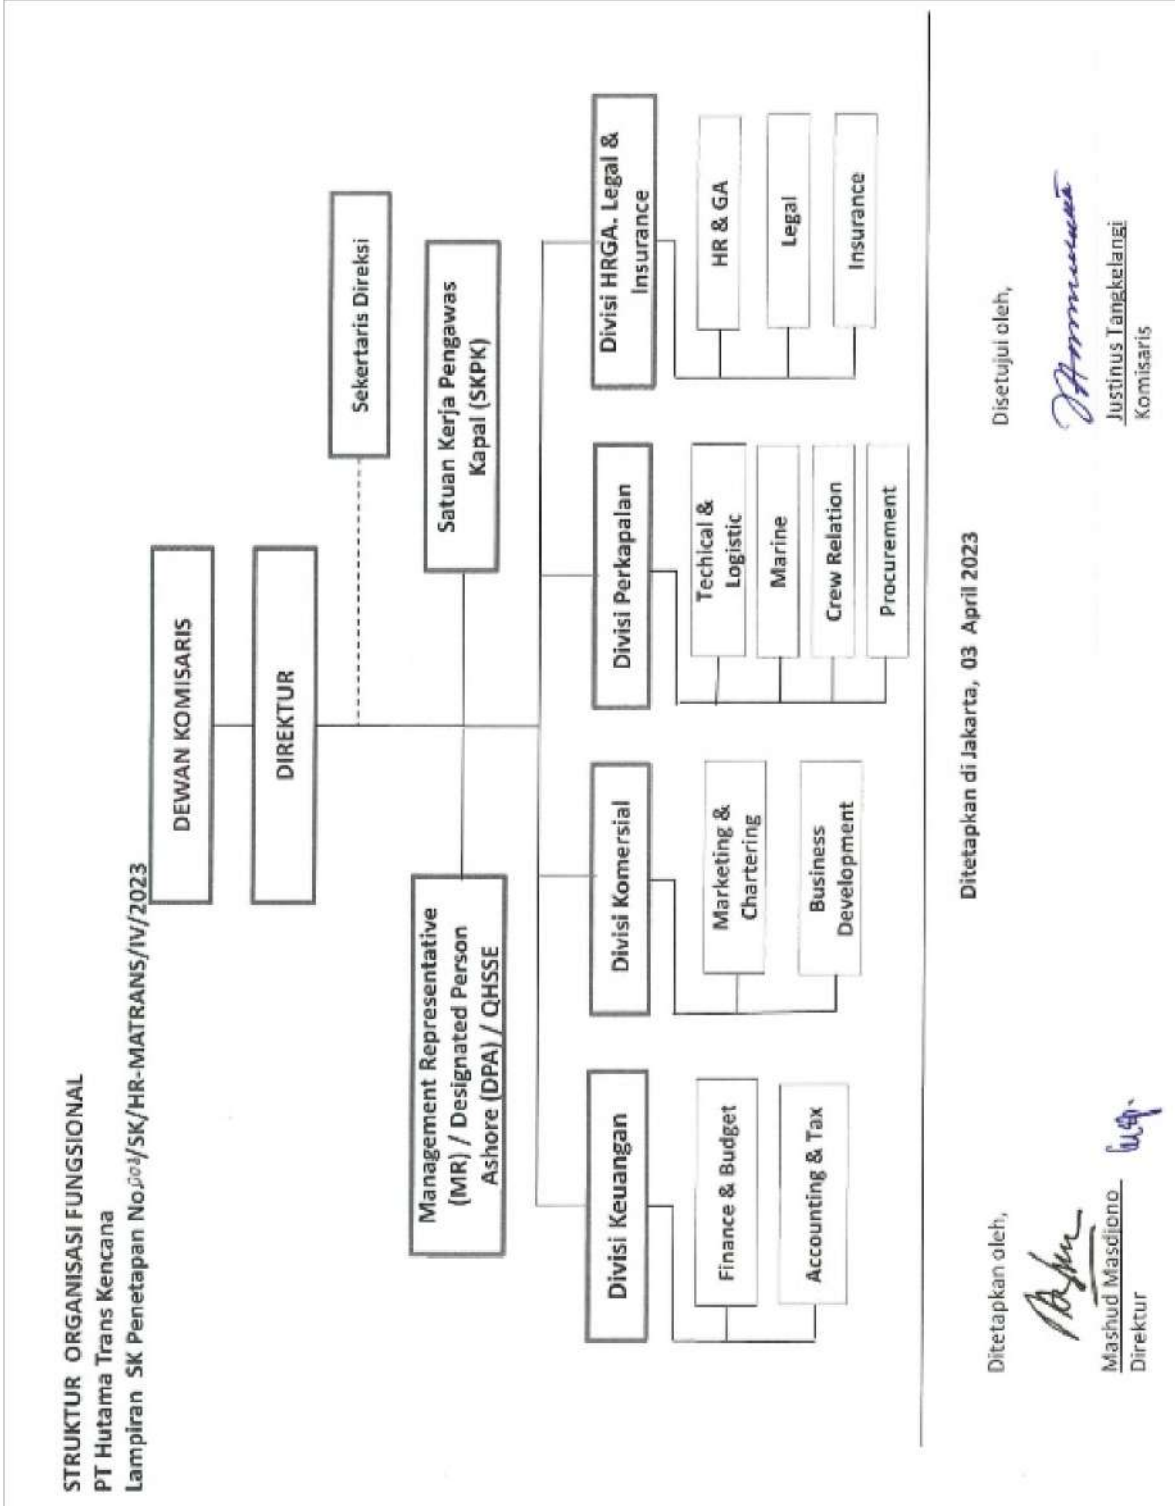 STRUKTUR ORGANISASI FUNGSIONAL
PT Hutama Trans Kencana
Lampiran SK Penetapan No. /SK/HR-MATRANS/IV/2023
DEWAN KOMISARIS
DIREKTUR
Sekertaris Direksi
Management Representative
(MR) / Designated Person
Ashore (DPA) / QHSSE
Satuan Kerja Pengawas
Kapal (SKPK)
Divisi Keuangan
Finance & Budget
Accounting & Tax
Divisi Komersial
Marketing &
Chartering
Business
Development
Divisi Perkapalan
Techical &
Logistic
Marine
Crew Relation
Procurement
Divisi HRGA. Legal &
Insurance
HR & GA
Legal
Insurance
Ditetapkan di Jakarta, 03 April 2023
Ditetapkan oleh,
Mashud Masdjono
Direktur
Disetujui oleh,
Justinus Tangkelangi
Komisaris